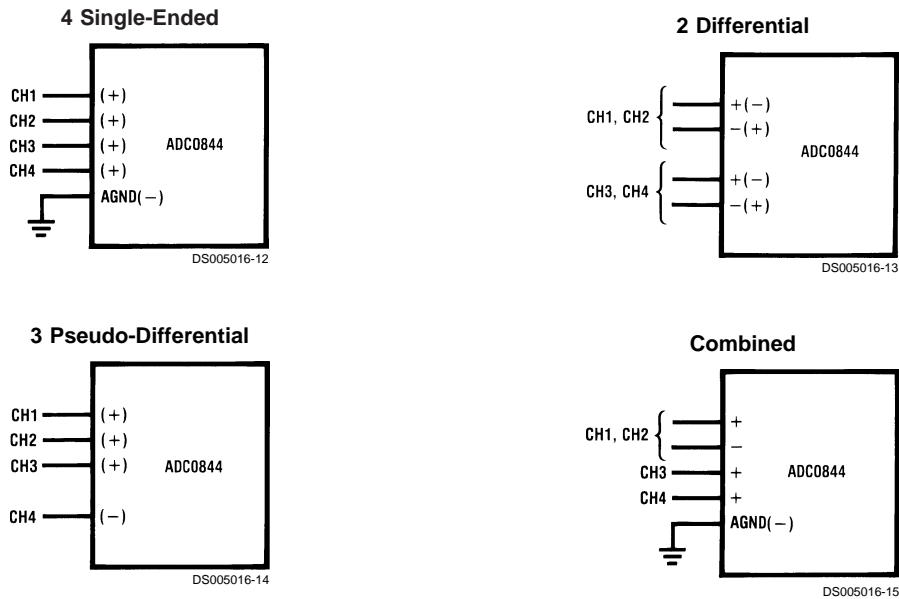 4 Single-Ended
CH1 (+)
CH2 (+)
CH3 (+) ADC0844
CH4 (+)
AGND(−)
DS005016-12
2 Differential
CH1, CH2 +(−)
−(+)
ADC0844
CH3, CH4 +(−)
−(+)
DS005016-13
3 Pseudo-Differential
CH1 (+)
CH2 (+)
CH3 (+) ADC0844
CH4 (−)
DS005016-14
Combined
CH1, CH2 +
−
CH3 + ADC0844
CH4 +
AGND(−)
DS005016-15